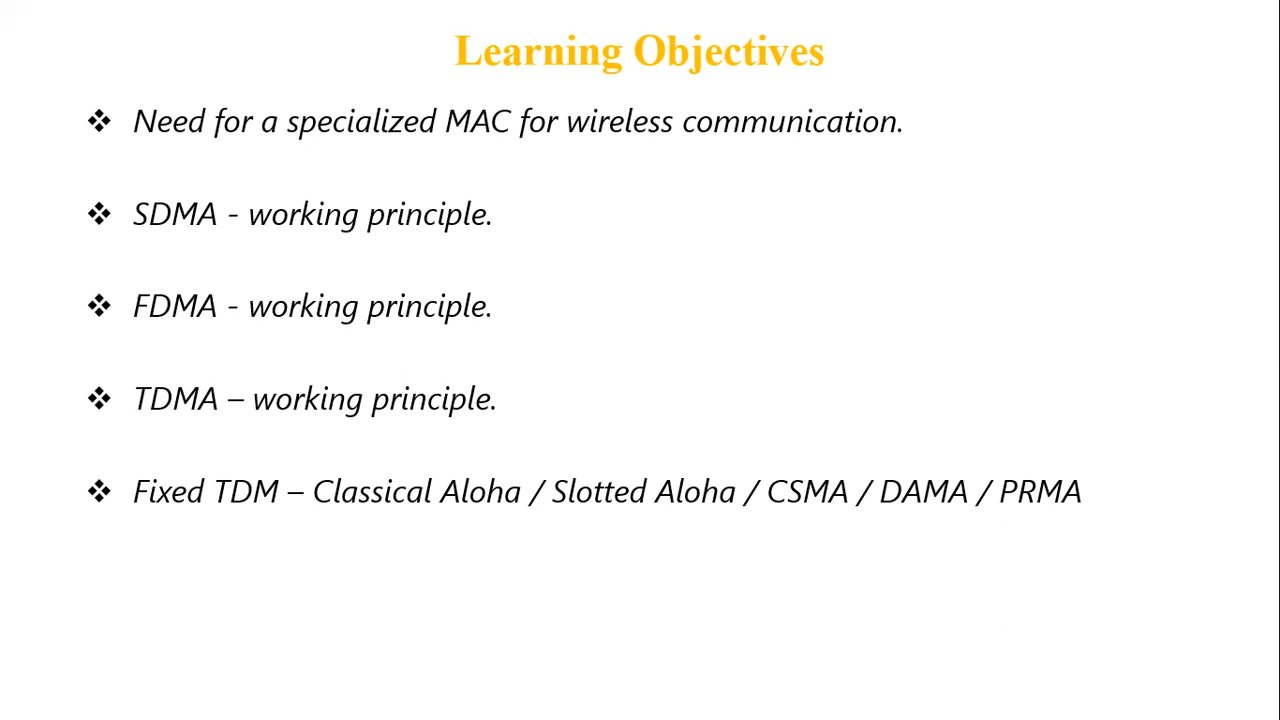 Learning Objectives
❖ Need for a specialized MAC for wireless communication.
❖ SDMA - working principle.
❖ FDMA - working principle.
❖ TDMA – working principle.
❖ Fixed TDM – Classical Aloha / Slotted Aloha / CSMA / DAMA / PRMA